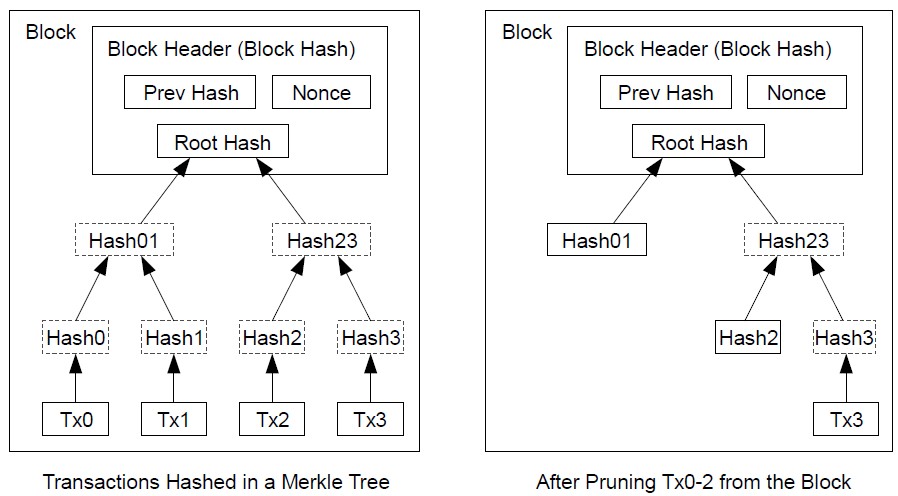 Block
Block Header (Block Hash)
Prev Hash
Nonce
Root Hash
Hash01
Hash23
Hash0
Hash1
Hash2
Hash3
Tx0
Tx1
Tx2
Tx3
Transactions Hashed in a Merkle Tree
Block
Block Header (Block Hash)
Prev Hash
Nonce
Root Hash
Hash01
Hash23
Hash2
Hash3
Tx3
After Pruning Tx0-2 from the Block